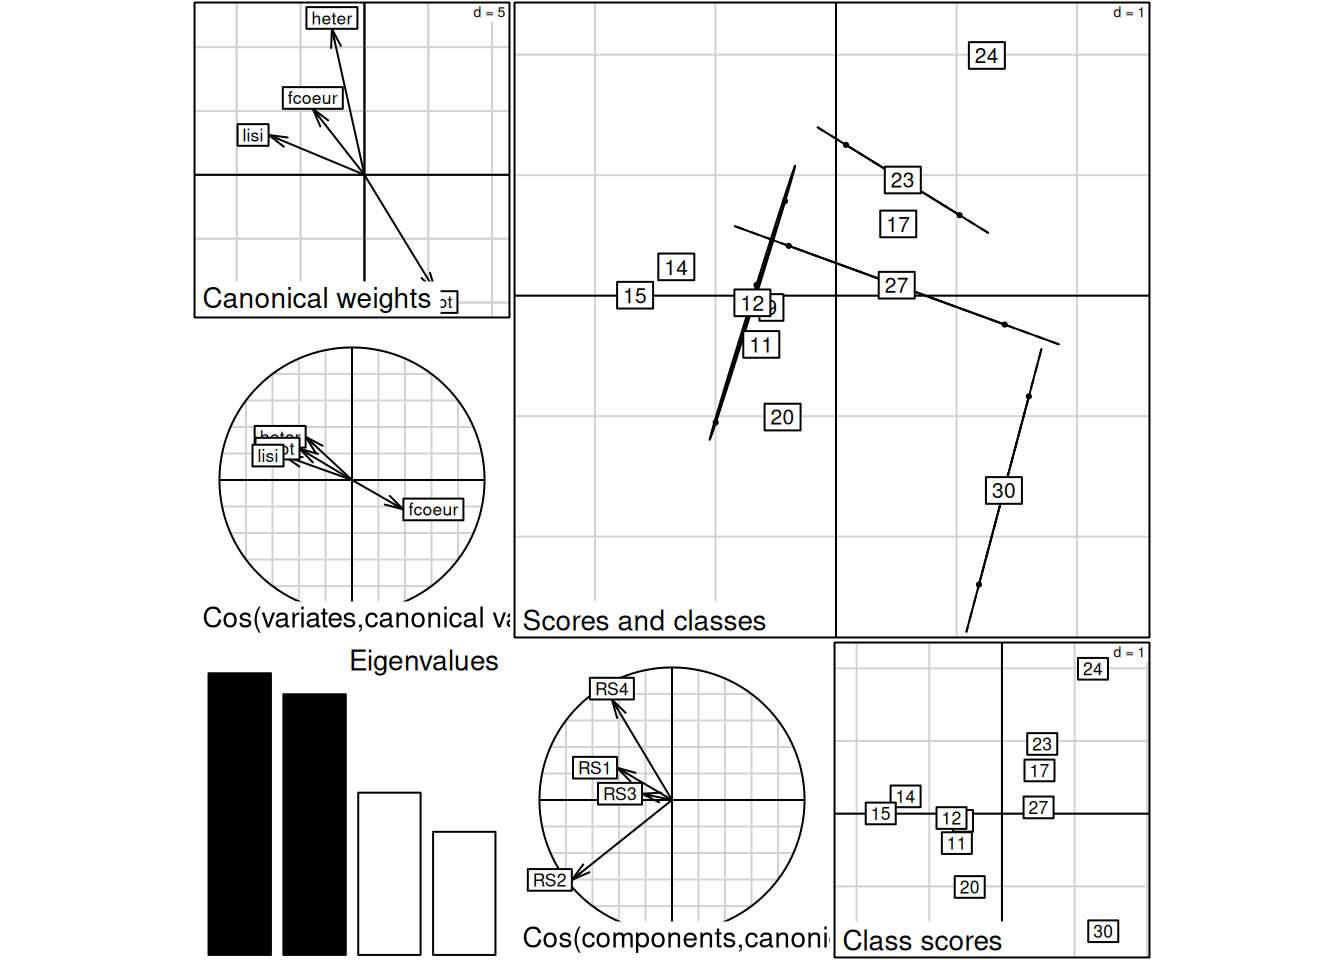 d = 5
heter
fcoeur
lisi
ot
Canonical weights
d = 1
24
23
17
14
27
15
12
9
11
20
30
Scores and classes
heter
ot
lisi
fcoeur
Cos(variates,canonical va
Eigenvalues
RS4
RS1
RS3
RS2
Cos(components,canoni
d = 1
24
23
17
14
27
15
12
11
20
30
Class scores